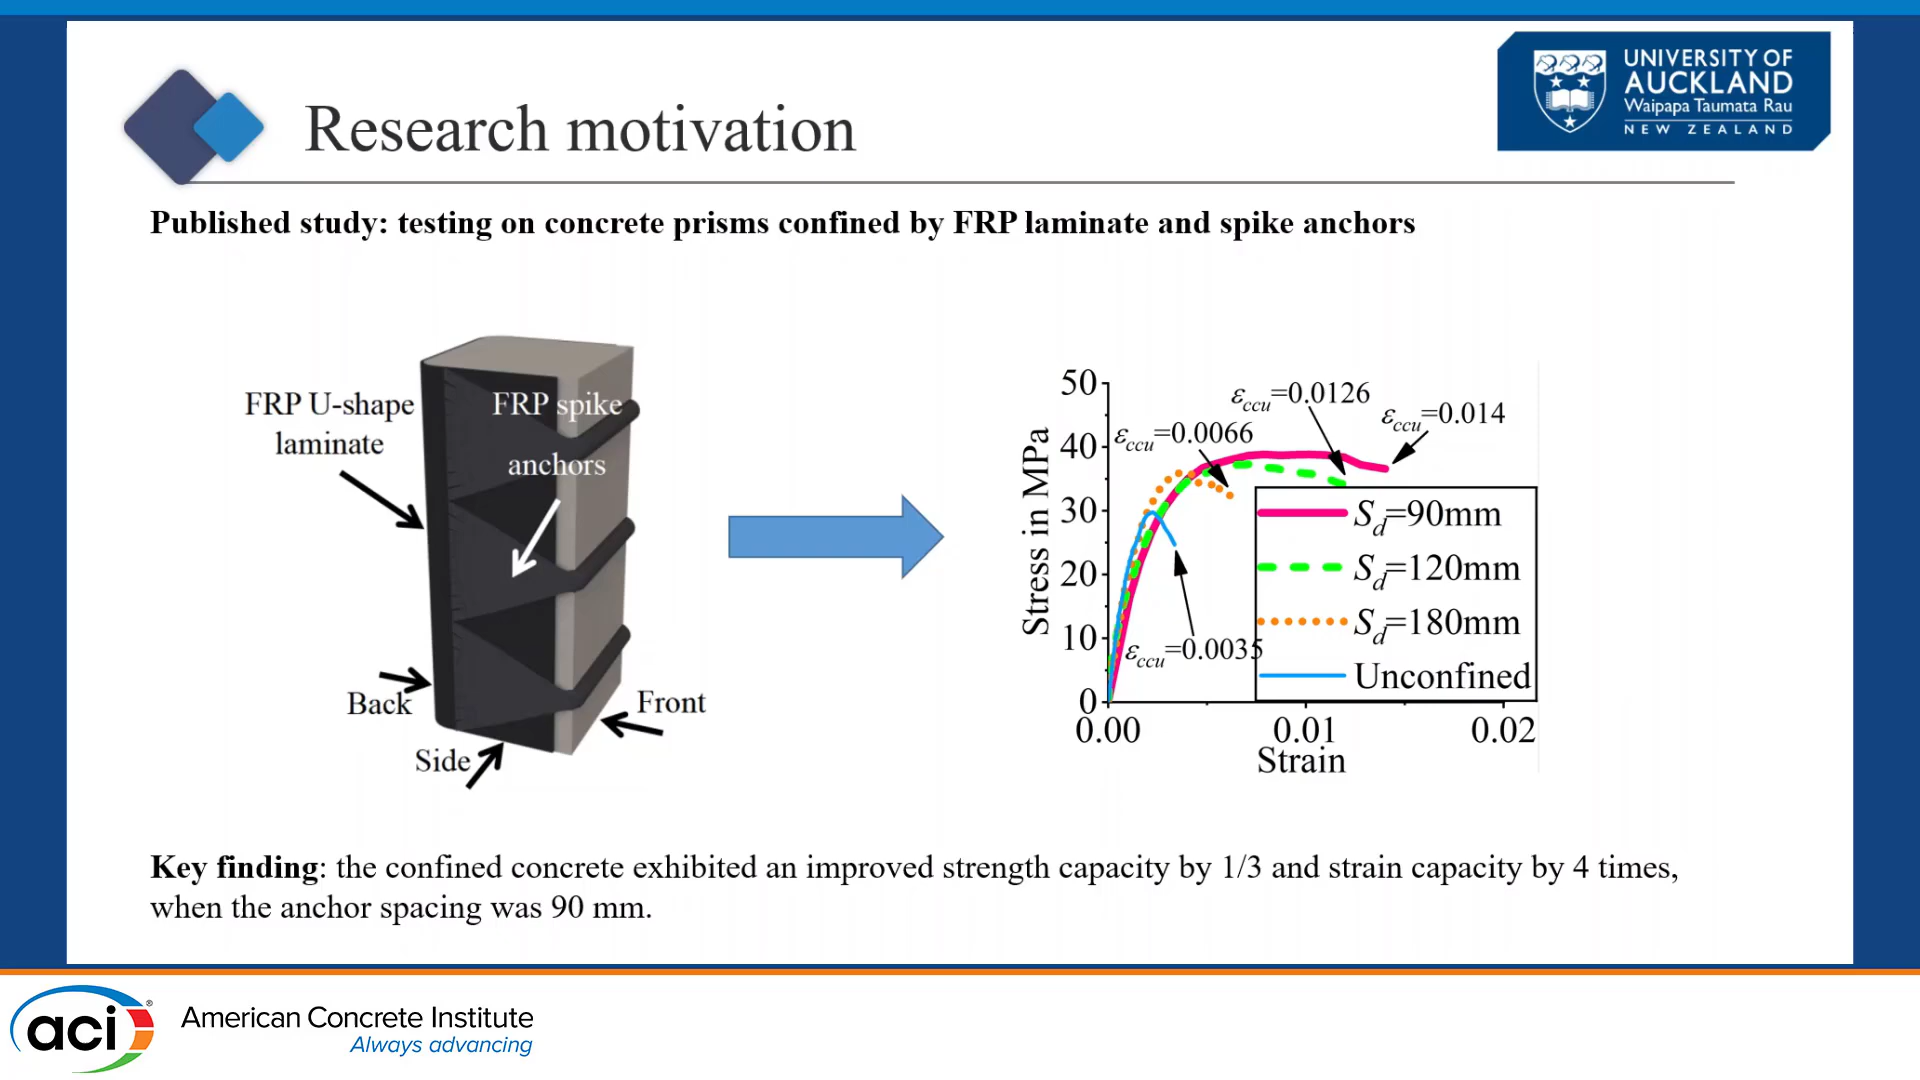 UNIVERSITY OF
AUCKLAND
Waipapa Taumata Rau
NEW ZEALAND
Research motivation
Published study: testing on concrete prisms confined by FRP laminate and spike anchors
FRP U-shape
laminate
FRP spike
anchors
Back
Side
Front
Stress in MPa
50
40
30
20
10
0
0.00
0.01
0.02
Strain
εccu=0.0126
εccu=0.014
εccu=0.0066
εccu=0.0035
Sd=90mm
Sd=120mm
Sd=180mm
Unconfined
Key finding: the confined concrete exhibited an improved strength capacity by 1/3 and strain capacity by 4 times,
when the anchor spacing was 90 mm.
aci®
American Concrete Institute
Always advancing